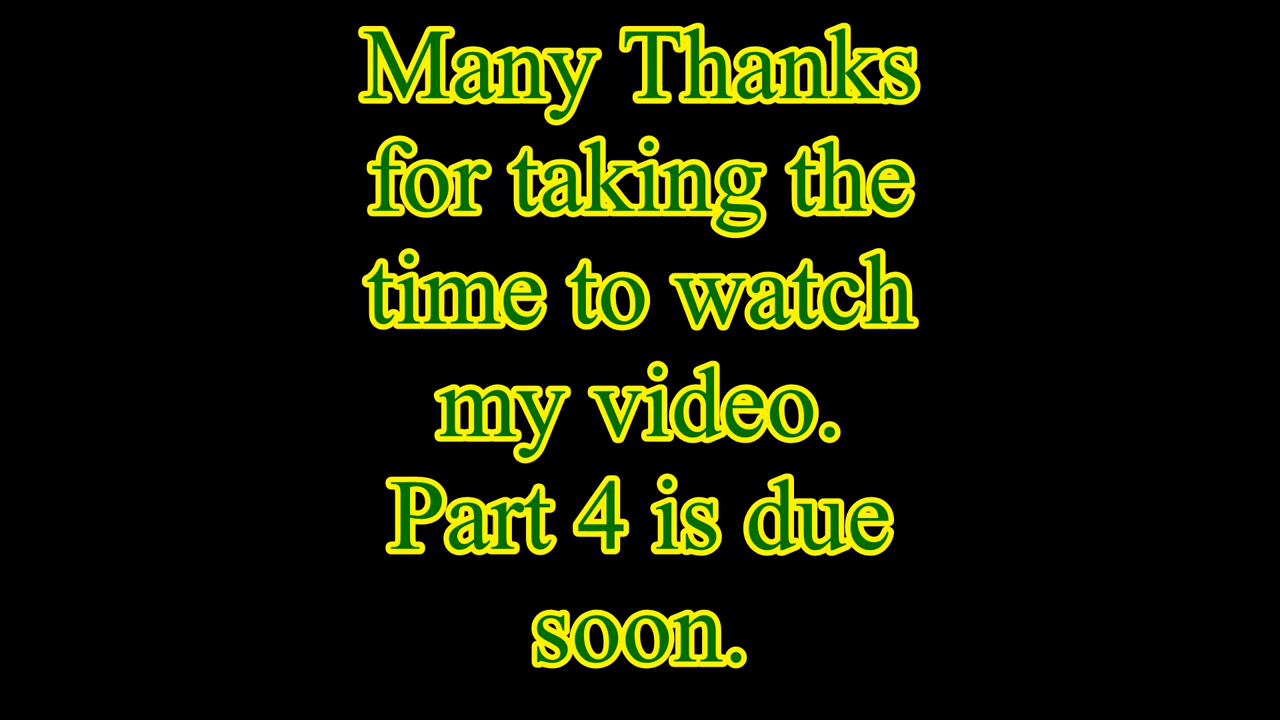 Many Thanks
for taking the
time to watch
my video.
Part 4 is due
soon.